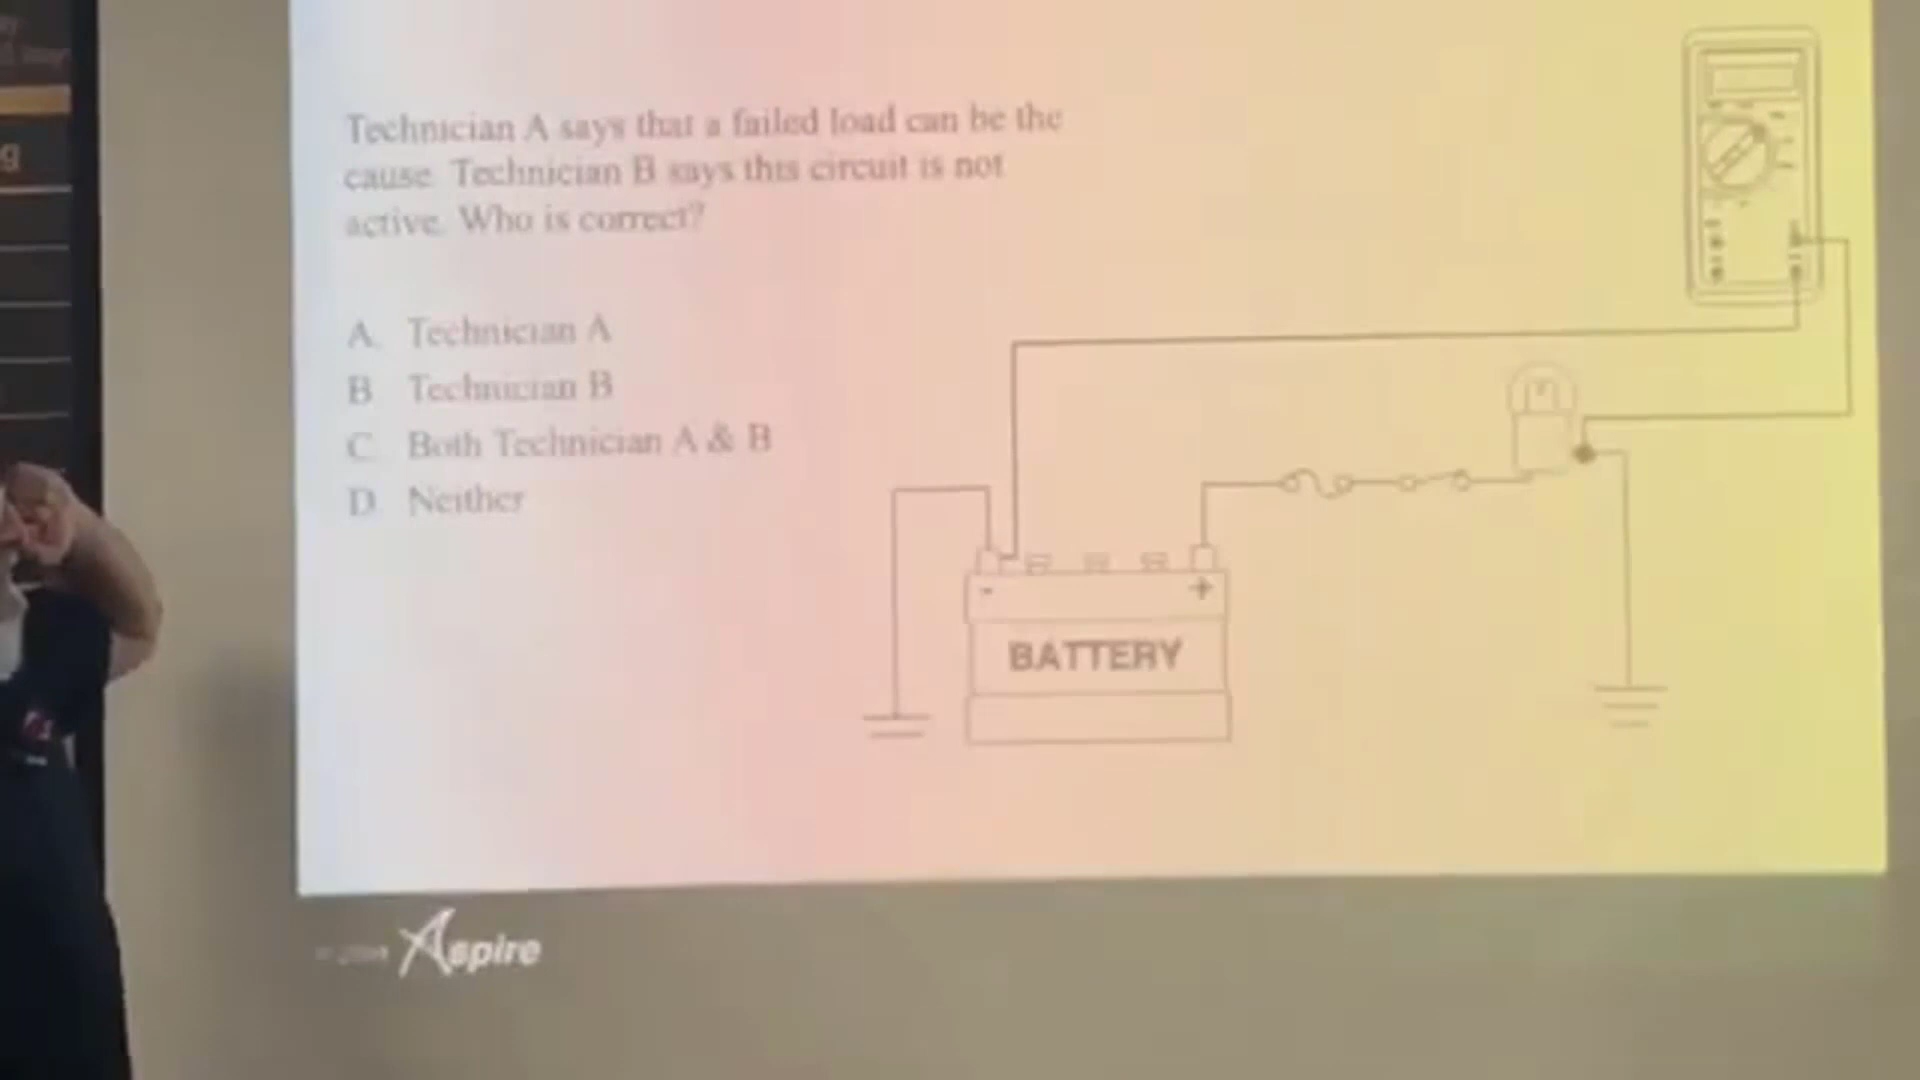 Technician A says that a failed load can be the
cause. Technician B says this circuit is not
active. Who is correct?
A. Technician A
B Technician B
C. Both Technician A & B
D. Neither
- +
BATTERY
Aspire
g